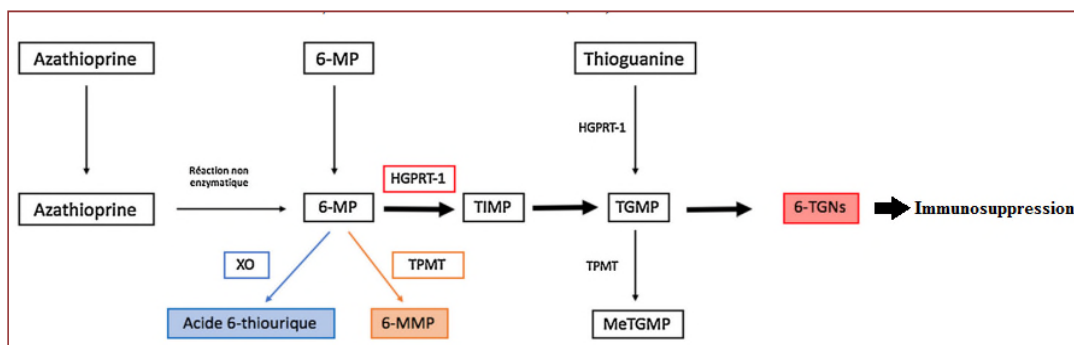 Azathioprine
6-MP
Thioguanine
HGPRT-1
Réaction non
enzymatique
HGPRT-1
Azathioprine
6-MP
TIMP
TGMP
6-TGNs
Immunosuppression
XO
TPMT
TPMT
Acide 6-thiourique
6-MMP
MeTGMP